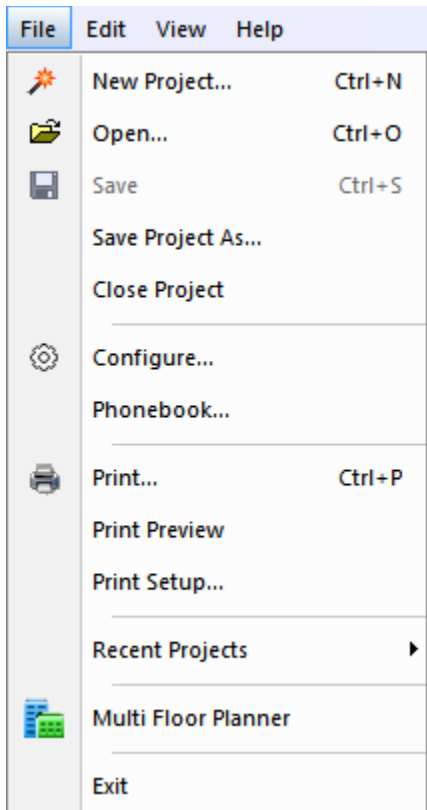 File Edit View Help
New Project... Ctrl+N
Open... Ctrl+O
Save Ctrl+S
Save Project As...
Close Project
Configure...
Phonebook...
Print... Ctrl+P
Print Preview
Print Setup...
Recent Projects
Multi Floor Planner
Exit